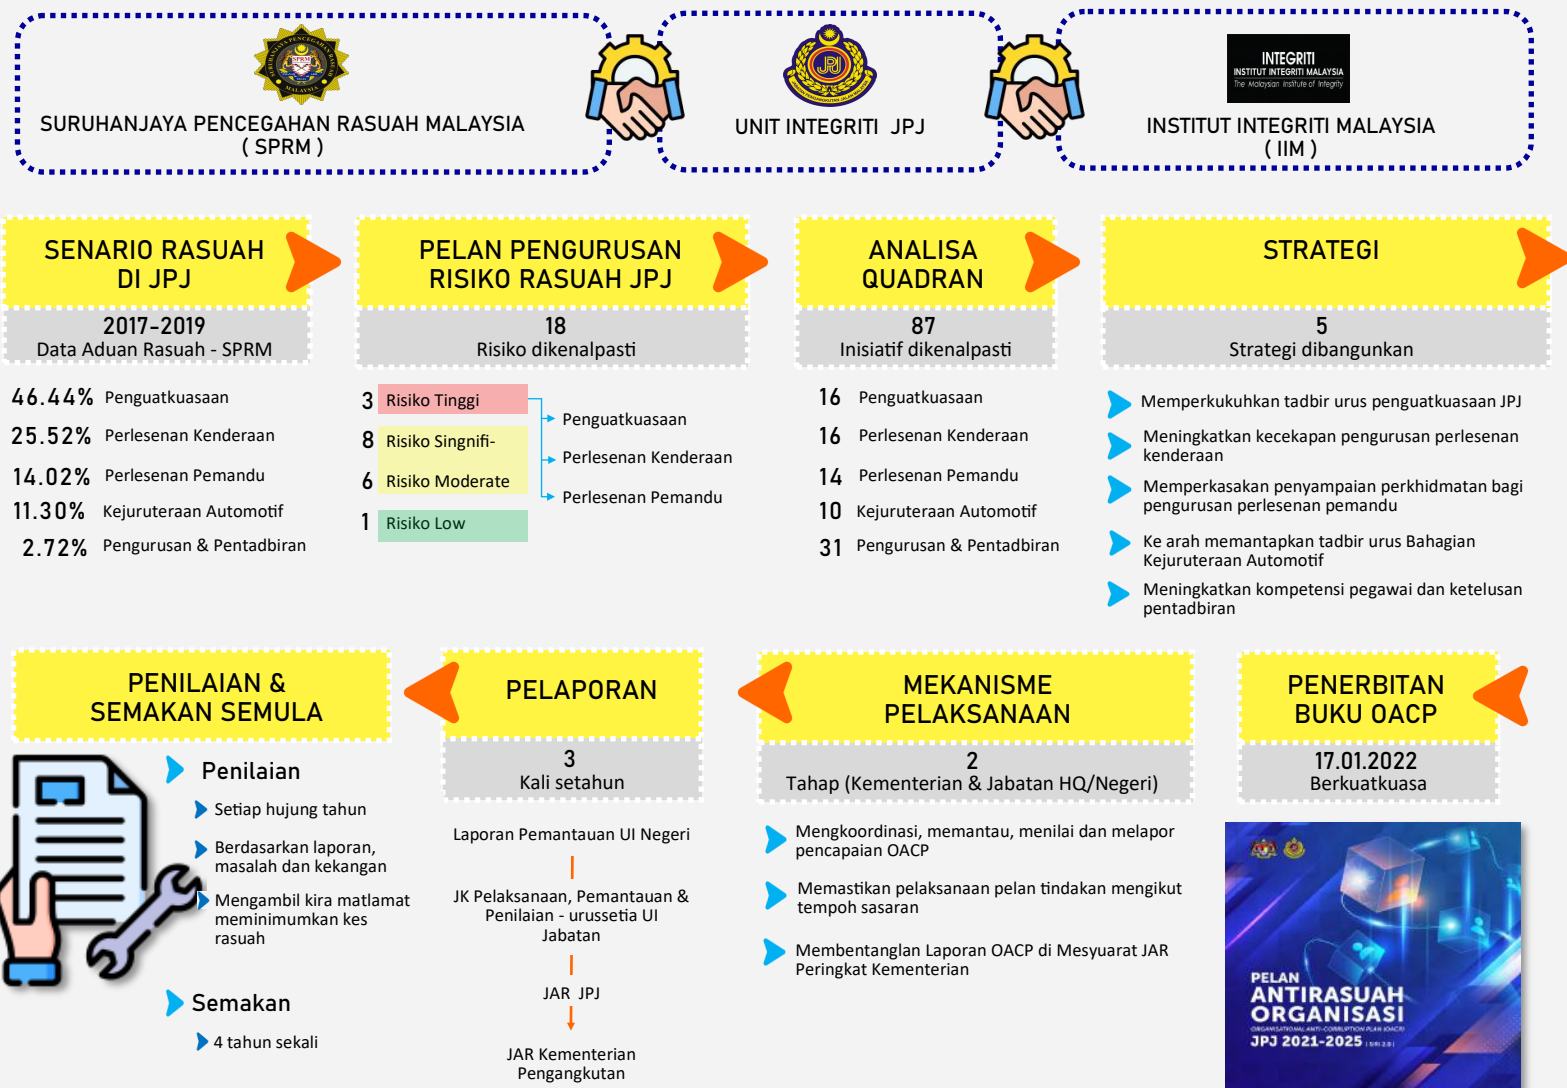 INTEGRITI
INSTITUT INTEGRITI MALAYSIA
The Malaysian Institute of Integrity
SURUHANJAYA PENCEGAHAN RASUAH MALAYSIA
( SPRM )
UNIT INTEGRITI JPJ
INSTITUT INTEGRITI MALAYSIA
( IIM )
SENARIO RASUAH
DI JPJ
2017-2019
Data Aduan Rasuah - SPRM
46.44% Penguatkuasaan
25.52% Perlesenan Kenderaan
14.02% Perlesenan Pemandu
11.30% Kejuruteraan Automotif
2.72% Pengurusan & Pentadbiran
PELAN PENGURUSAN
RISIKO RASUAH JPJ
18
Risiko dikenalpasti
3 Risiko Tinggi
8 Risiko Singnifi-
6 Risiko Moderate
1 Risiko Low
Penguatkuasaan
Perlesenan Kenderaan
Perlesenan Pemandu
ANALISA
QUADRAN
87
Inisiatif dikenalpasti
16 Penguatkuasaan
16 Perlesenan Kenderaan
14 Perlesenan Pemandu
10 Kejuruteraan Automotif
31 Pengurusan & Pentadbiran
STRATEGI
5
Strategi dibangunkan
Memperkukuhkan tadbir urus penguatkuasaan JPJ
Meningkatkan kecekapan pengurusan perlesenan
kenderaan
Memperkasakan penyampaian perkhidmatan bagi
pengurusan perlesenan pemandu
Ke arah memantapkan tadbir urus Bahagian
Kejuruteraan Automotif
Meningkatkan kompetensi pegawai dan ketelusan
pentadbiran
PENERBITAN
BUKU OACP
17.01.2022
Berkuatkuasa
PELAN
ANTIRASUAH
ORGANISASI
ORGANISATIONAL ANTI-CORRUPTION PLAN (OACP)
JPJ 2021-2025 ( SIRI 2.0 )
MEKANISME
PELAKSANAAN
2
Tahap (Kementerian & Jabatan HQ/Negeri)
Mengkoordinasi, memantau, menilai dan melapor
pencapaian OACP
Memastikan pelaksanaan pelan tindakan mengikut
tempoh sasaran
Membentanglan Laporan OACP di Mesyuarat JAR
Peringkat Kementerian
PELAPORAN
3
Kali setahun
Laporan Pemantauan UI Negeri
JK Pelaksanaan, Pemantauan &
Penilaian - urussetia UI
Jabatan
JAR JPJ
JAR Kementerian
Pengangkutan
PENILAIAN &
SEMAKAN SEMULA
Penilaian
Setiap hujung tahun
Berdasarkan laporan,
masalah dan kekangan
Mengambil kira matlamat
meminimumkan kes
rasuah
Semakan
4 tahun sekali